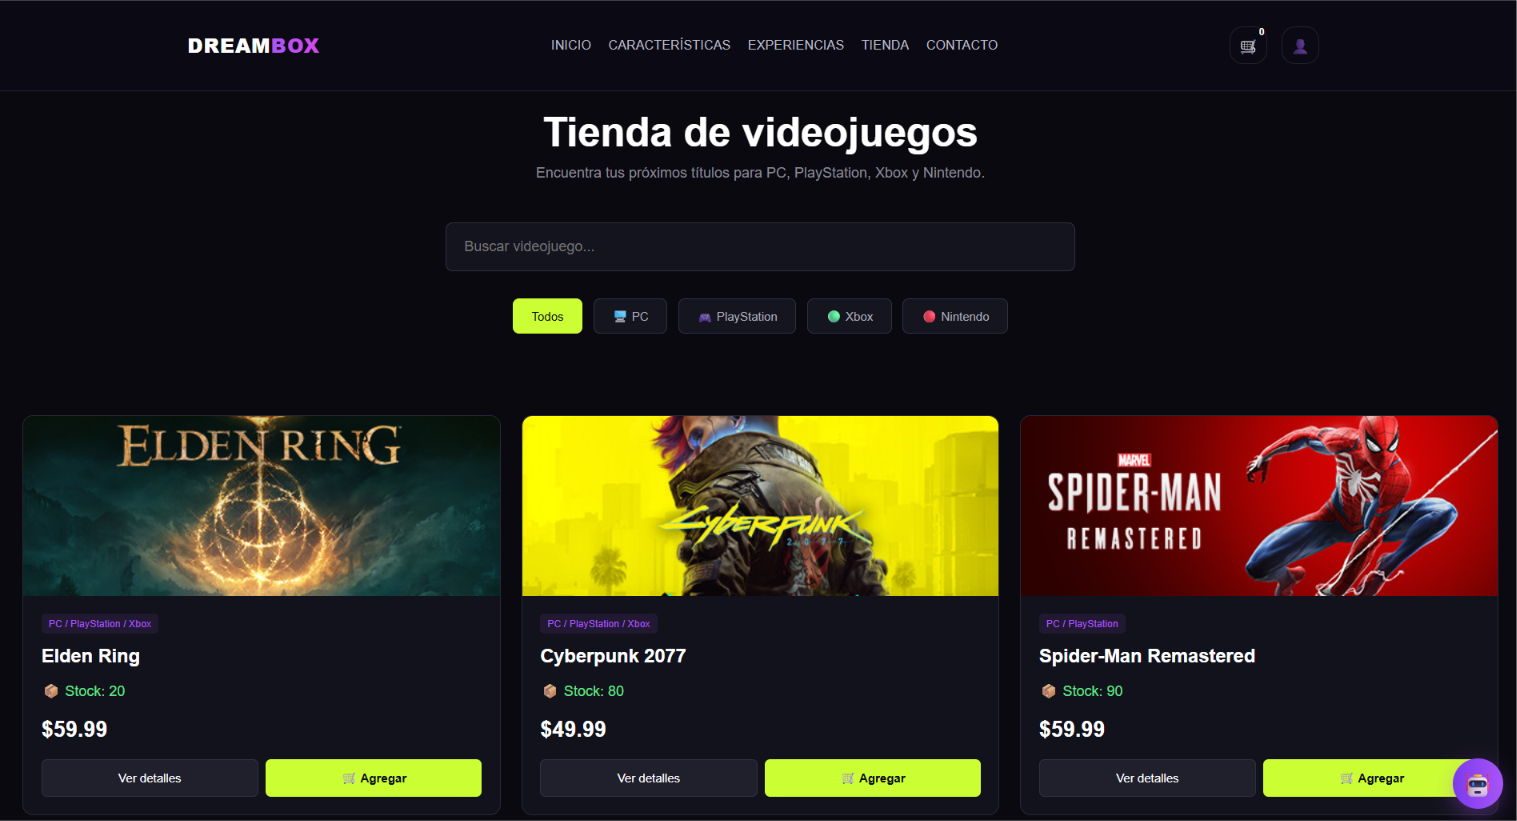 DREAMBOX
INICIO CARACTERÍSTICAS EXPERIENCIAS TIENDA CONTACTO
0
Tienda de videojuegos
Encuentra tus próximos títulos para PC, PlayStation, Xbox y Nintendo.
Buscar videojuego...
Todos PC PlayStation Xbox Nintendo
ELDEN RING
PC / PlayStation / Xbox
Elden Ring
Stock: 20
$59.99
Ver detalles Agregar
Cyberpunk
2077
PC / PlayStation / Xbox
Cyberpunk 2077
Stock: 80
$49.99
Ver detalles Agregar
MARVEL
SPIDER-MAN
REMASTERED
PC / PlayStation
Spider-Man Remastered
Stock: 90
$59.99
Ver detalles Agregar